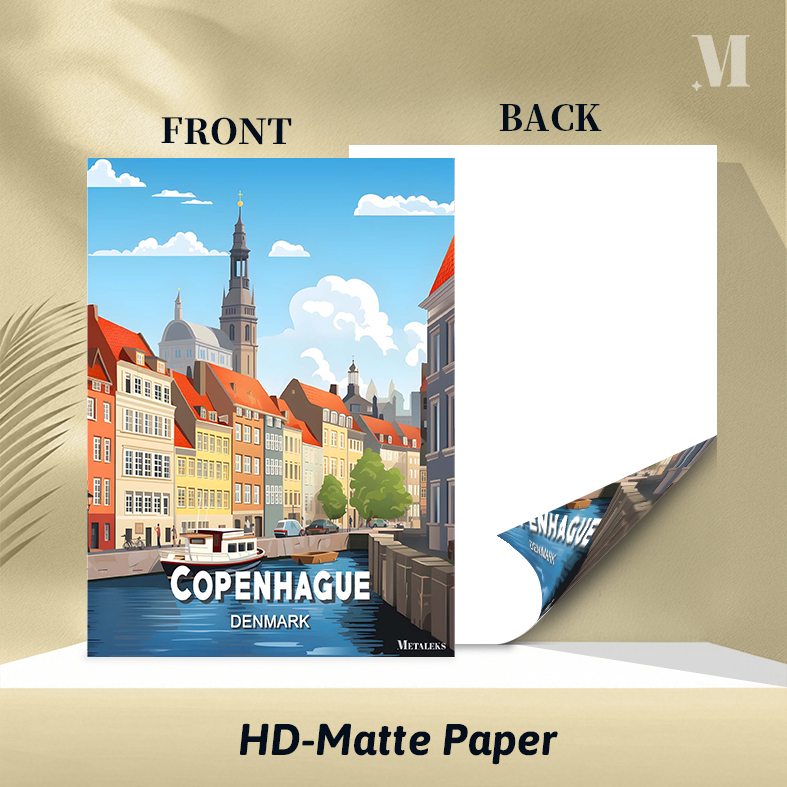 M
FRONT
BACK
COPENHAGUE
DENMARK
METALEKS
ENHAGUE
DENMARK
HD-Matte Paper